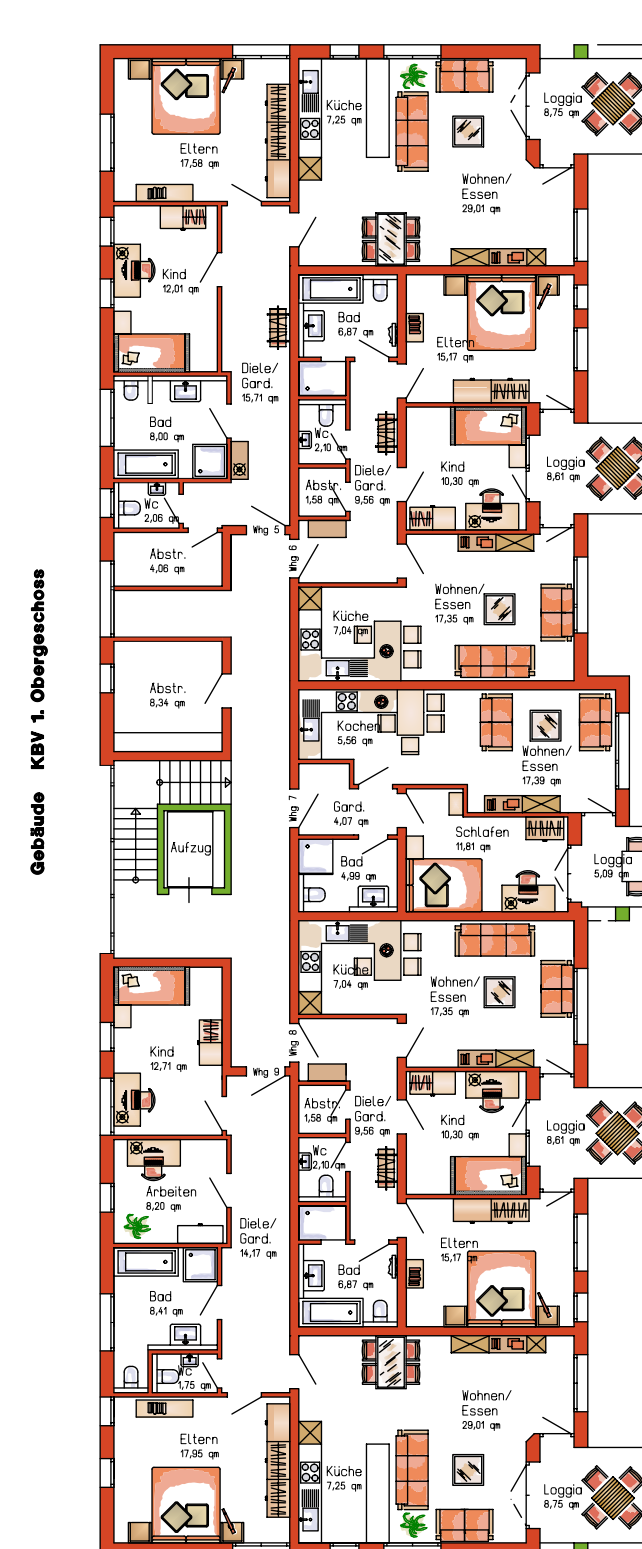 Gebäude KBV 1. Obergeschoss
Eltern
17,58 qm
Küche
7,25 qm
Loggia
8,75 qm
Wohnen/
Essen
29,01 qm
Kind
12,01 qm
Bad
6,87 qm
Eltern
15,17 qm
Diele/
Gard.
15,71 qm
Bad
8,00 qm
Wc
2,10 qm
Kind
10,30 qm
Loggia
8,61 qm
Diele/
Gard.
9,56 qm
Abstr.
1,58 qm
Wc
2,06 qm
Whg 5
Whg 6
Abstr.
4,06 qm
Wohnen/
Essen
17,35 qm
Küche
7,04 qm
Abstr.
8,34 qm
Kochen
5,56 qm
Wohnen/
Essen
17,39 qm
Whg 7
Gard.
4,07 qm
Schlafen
11,81 qm
Aufzug
Bad
4,99 qm
Loggia
5,09 qm
Küche
7,04 qm
Wohnen/
Essen
17,35 qm
Whg 8
Kind
12,71 qm
Whg 9
Abstr.
1,58 qm
Diele/
Gard.
9,56 qm
Kind
10,30 qm
Loggia
8,61 qm
Wc
2,10 qm
Arbeiten
8,20 qm
Diele/
Gard.
14,17 qm
Eltern
15,17 qm
Bad
6,87 qm
Bad
8,41 qm
Wc
1,75 qm
Wohnen/
Essen
29,01 qm
Eltern
17,95 qm
Küche
7,25 qm
Loggia
8,75 qm